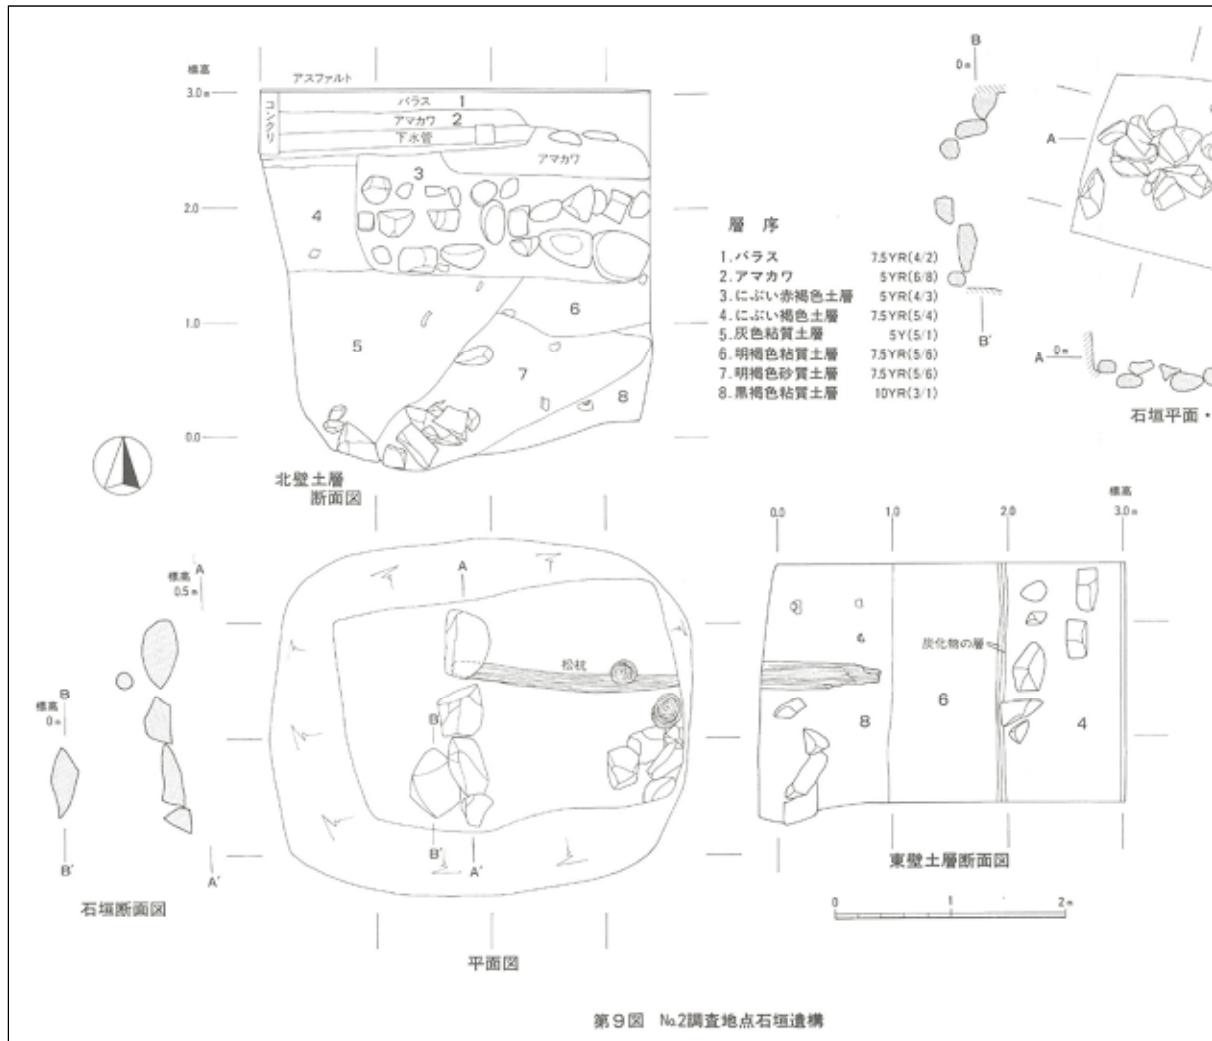 標高
アスファルト
3.0m
コンクリ
バラス 1
アマカワ 2
下水管
アマカワ
3
2.0
4
1.0
5
6
7
8
0.0
北壁土層
断面図
層序
1.バラス 7.5YR(4/2)
2.アマカワ 5YR(6/8)
3.にぶい赤褐色土層 5YR(4/3)
4.にぶい褐色土層 7.5YR(5/4)
5.灰色粘質土層 5Y(5/1)
6.明褐色粘質土層 7.5YR(5/6)
7.明褐色砂質土層 7.5YR(5/6)
8.黒褐色粘質土層 10YR(3/1)
B
0m
B'
A
A 0m
石垣平面・
A
標高
0.5m
B
標高
0m
B'
A'
石垣断面図
A
松杭
B
B'
A'
平面図
標高
0.0 1.0 2.0 3.0m
炭化物の層
8
6
4
東壁土層断面図
0 1 2m
第9図 No.2調査地点石垣遺構